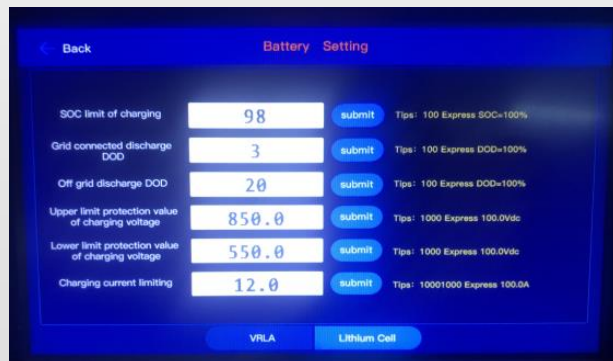 ← Back
Battery Setting
SOC limit of charging 98 submit Tips: 100 Express SOC=100%
Grid connected discharge
DOD 3 submit Tips: 100 Express DOD=100%
Off grid discharge DOD 20 submit Tips: 100 Express DOD=100%
Upper limit protection value
of charging voltage 850.0 submit Tips: 1000 Express 100.0Vdc
Lower limit protection value
of charging voltage 550.0 submit Tips: 1000 Express 100.0Vdc
Charging current limiting 12.0 submit Tips: 10001000 Express 100.0A
VRLA Lithium Cell